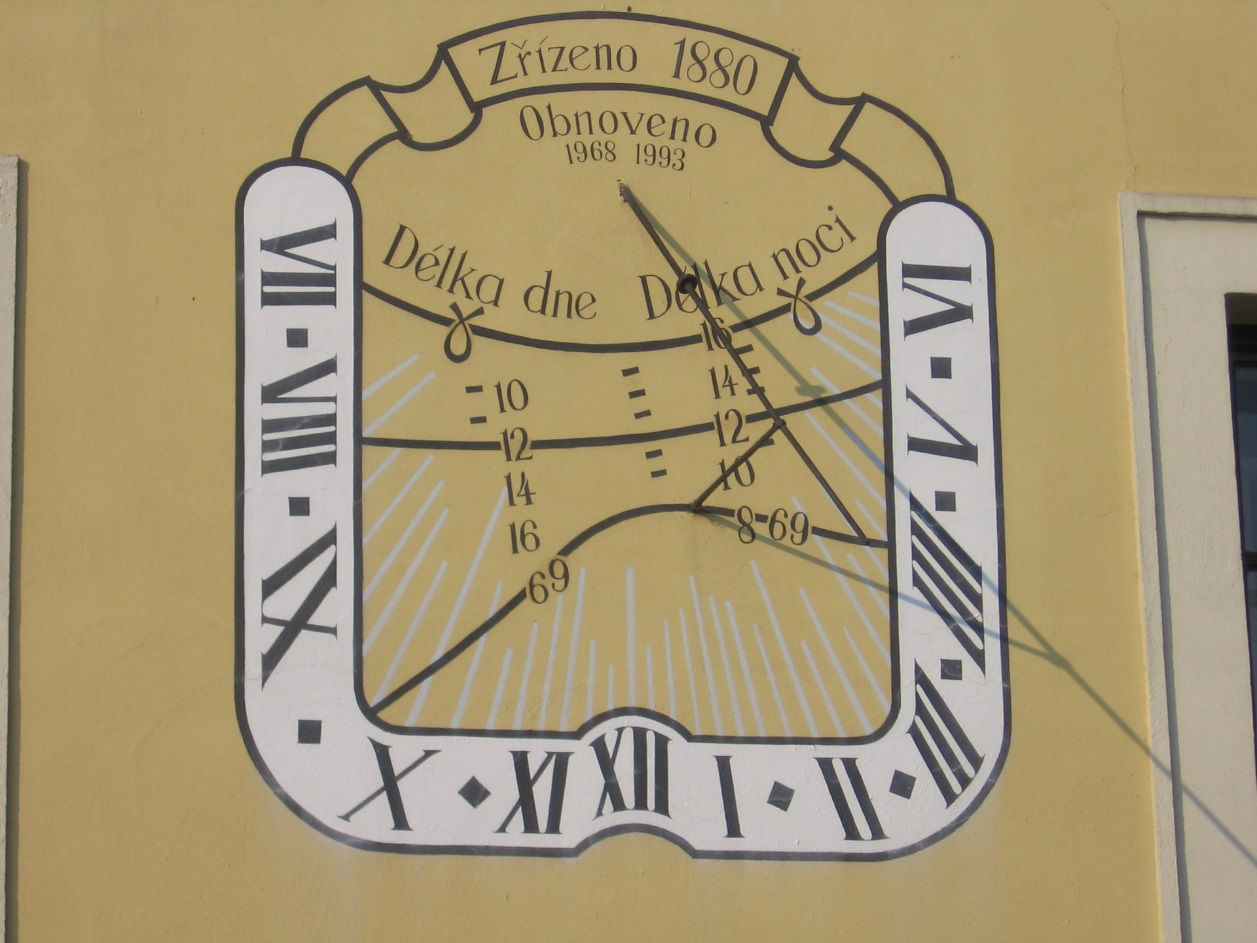 Zřízeno 1880
Obnoveno
1968 1993
Délka dne Délka noci
VII · VIII · IX · X · XI XII I · II · III · IIII · V · VI
10
12
14
16
69
16
14
12
10
8-69